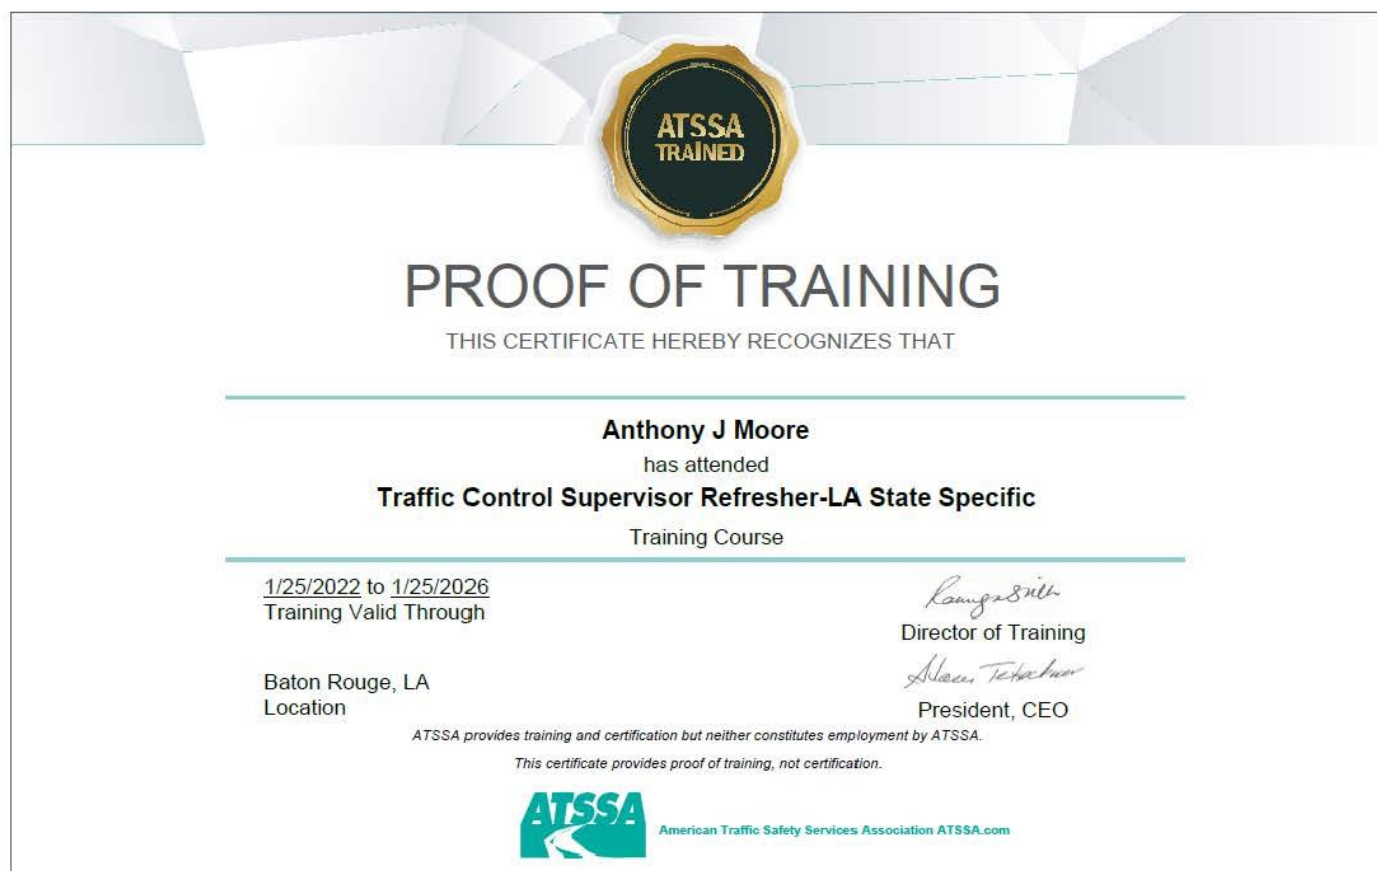 ATSSA
TRAINED
PROOF OF TRAINING
THIS CERTIFICATE HEREBY RECOGNIZES THAT
Anthony J Moore
has attended
Traffic Control Supervisor Refresher-LA State Specific
Training Course
1/25/2022 to 1/25/2026
Training Valid Through
Director of Training
Baton Rouge, LA
Location
President, CEO
ATSSA provides training and certification but neither constitutes employment by ATSSA.
This certificate provides proof of training, not certification.
ATSSA
American Traffic Safety Services Association ATSSA.com